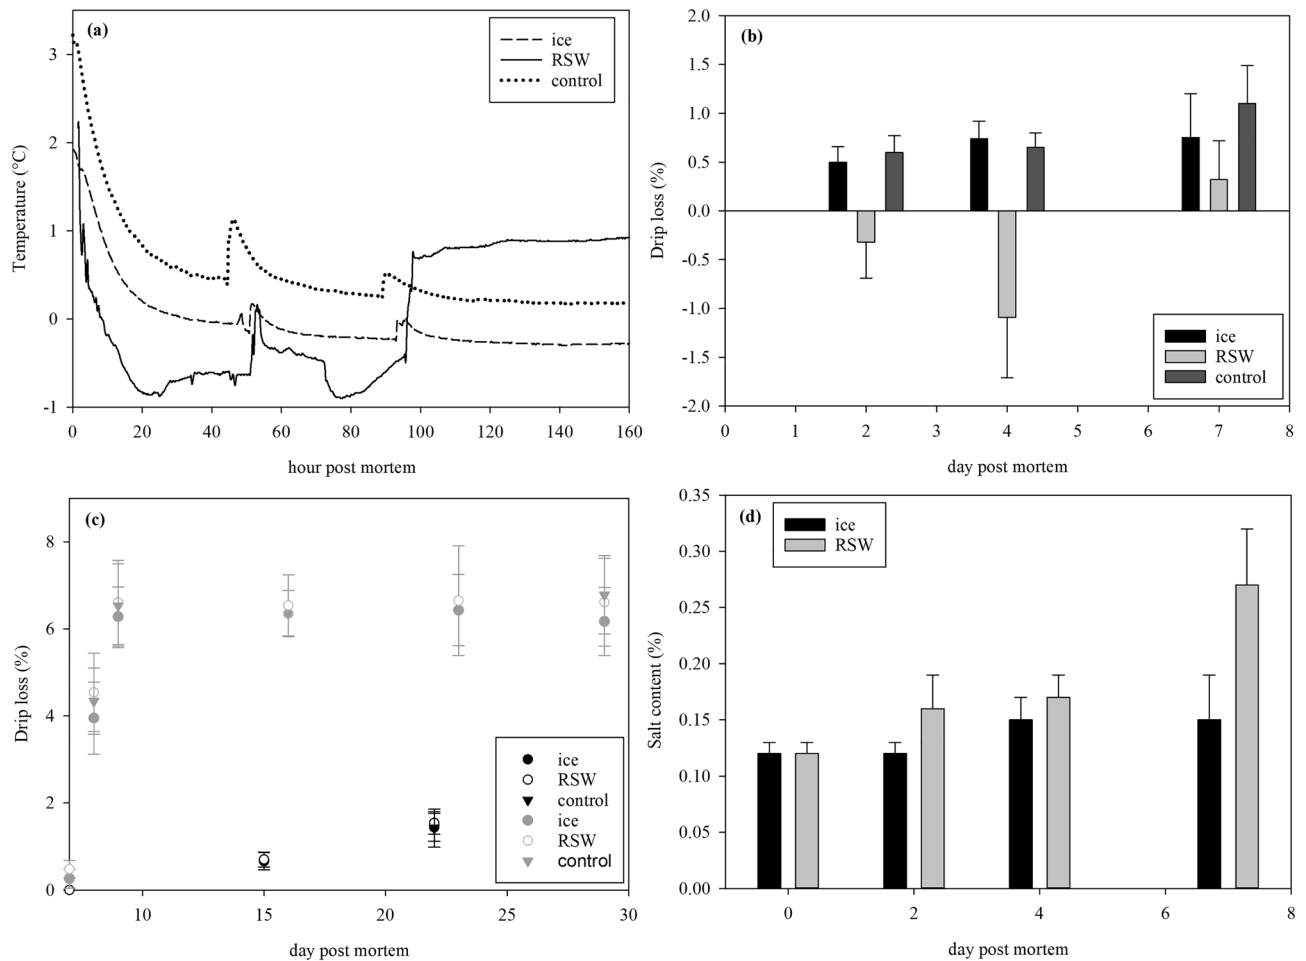 (a)
ice
RSW
control
3
2
1
0
-1
Temperature (°C)
0 20 40 60 80 100 120 140 160
hour post mortem
(b)
2.0
1.5
1.0
0.5
0.0
-0.5
-1.0
-1.5
-2.0
Drip loss (%)
ice
RSW
control
0 1 2 3 4 5 6 7 8
day post mortem
(c)
8
6
4
2
0
Drip loss (%)
ice
RSW
control
ice
RSW
control
10 15 20 25 30
day post mortem
(d)
ice
RSW
0.35
0.30
0.25
0.20
0.15
0.10
0.05
0.00
Salt content (%)
0 2 4 6 8
day post mortem